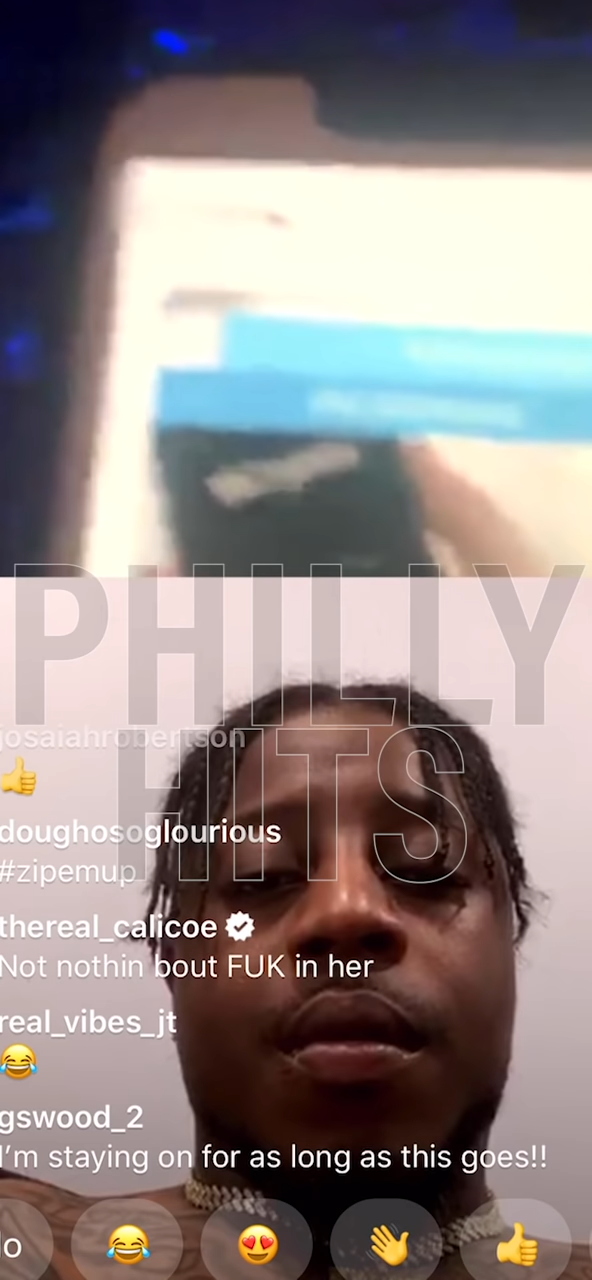 PHILLY
HITS
josaiahrobertson
👍
doughosoglourious
#zipemup
thereal_calicoe
Not nothin bout FUK in her
real_vibes_jt
😂
gswood_2
I'm staying on for as long as this goes!!
lo 😂 😍 👋 👍